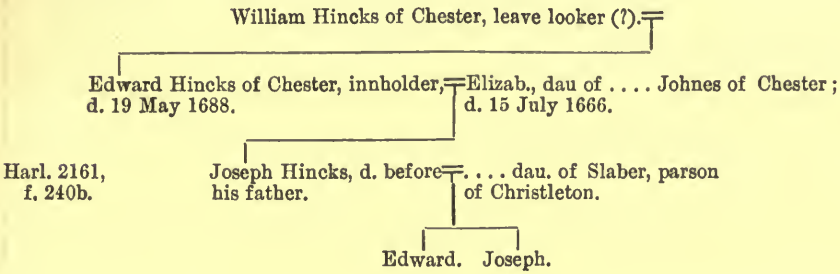 William Hincks of Chester, leave looker (?).=
Edward Hincks of Chester, innholder,=Elizab., dau of .... Johnes of Chester;
d. 19 May 1688. d. 15 July 1666.
Harl. 2161, Joseph Hincks, d. before=.... dau. of Slaber, parson
f. 240b. his father. of Christleton.
Edward. Joseph.